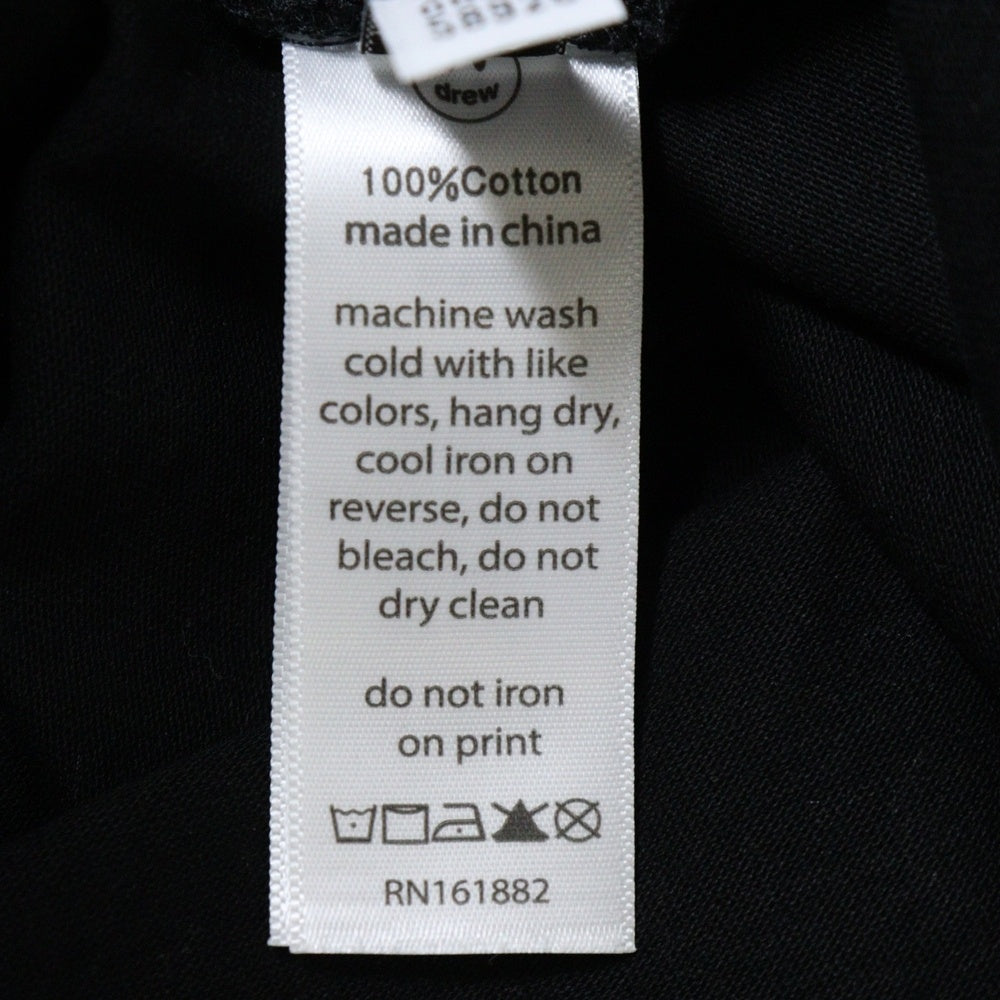 drew
100%Cotton
made in china
machine wash
cold with like
colors, hang dry,
cool iron on
reverse, do not
bleach, do not
dry clean
do not iron
on print
RN161882